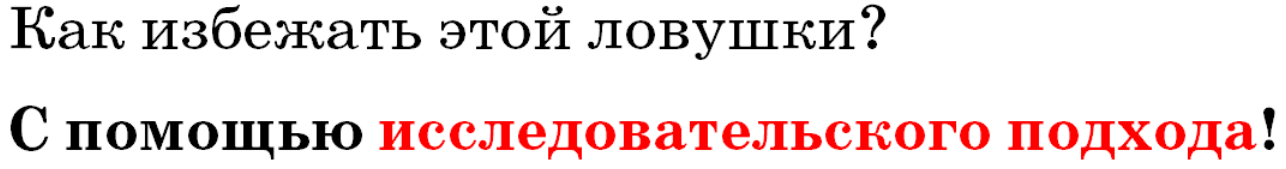 Как избежать этой ловушки?
С помощью исследовательского подхода!